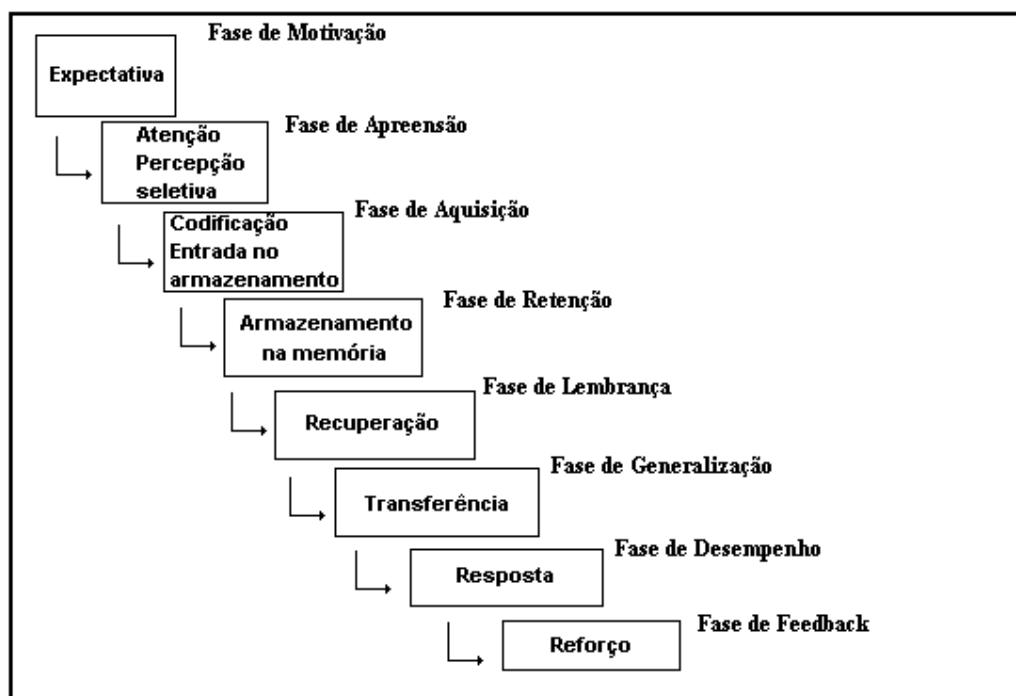 Fase de Motivação
Expectativa
Fase de Apreensão
Atenção
Percepção
seletiva
Fase de Aquisição
Codificação
Entrada no
armazenamento
Fase de Retenção
Armazenamento
na memória
Fase de Lembrança
Recuperação
Fase de Generalização
Transferência
Fase de Desempenho
Resposta
Fase de Feedback
Reforço